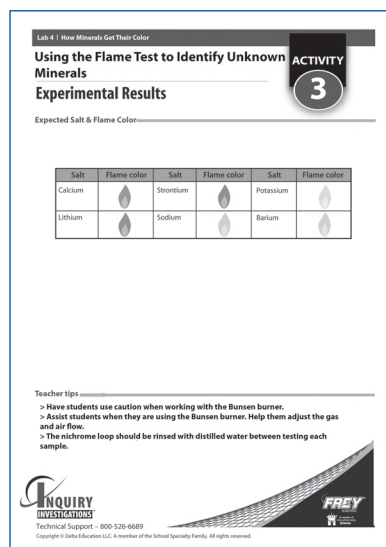 Lab 4 | How Minerals Get Their Color
Using the Flame Test to Identify Unknown
Minerals
ACTIVITY
3
Experimental Results
Expected Salt & Flame Color
Salt Flame color Salt Flame color Salt Flame color
Calcium Strontium Potassium
Lithium Sodium Barium
Teacher tips
> Have students use caution when working with the Bunsen burner.
> Assist students when they are using the Bunsen burner. Help them adjust the gas
and air flow.
> The nichrome loop should be rinsed with distilled water between testing each
sample.
INQUIRY
INVESTIGATIONS
FREY
Technical Support – 800-526-6689
Copyright © Delta Education LLC. A member of the School Specialty Family. All rights reserved.